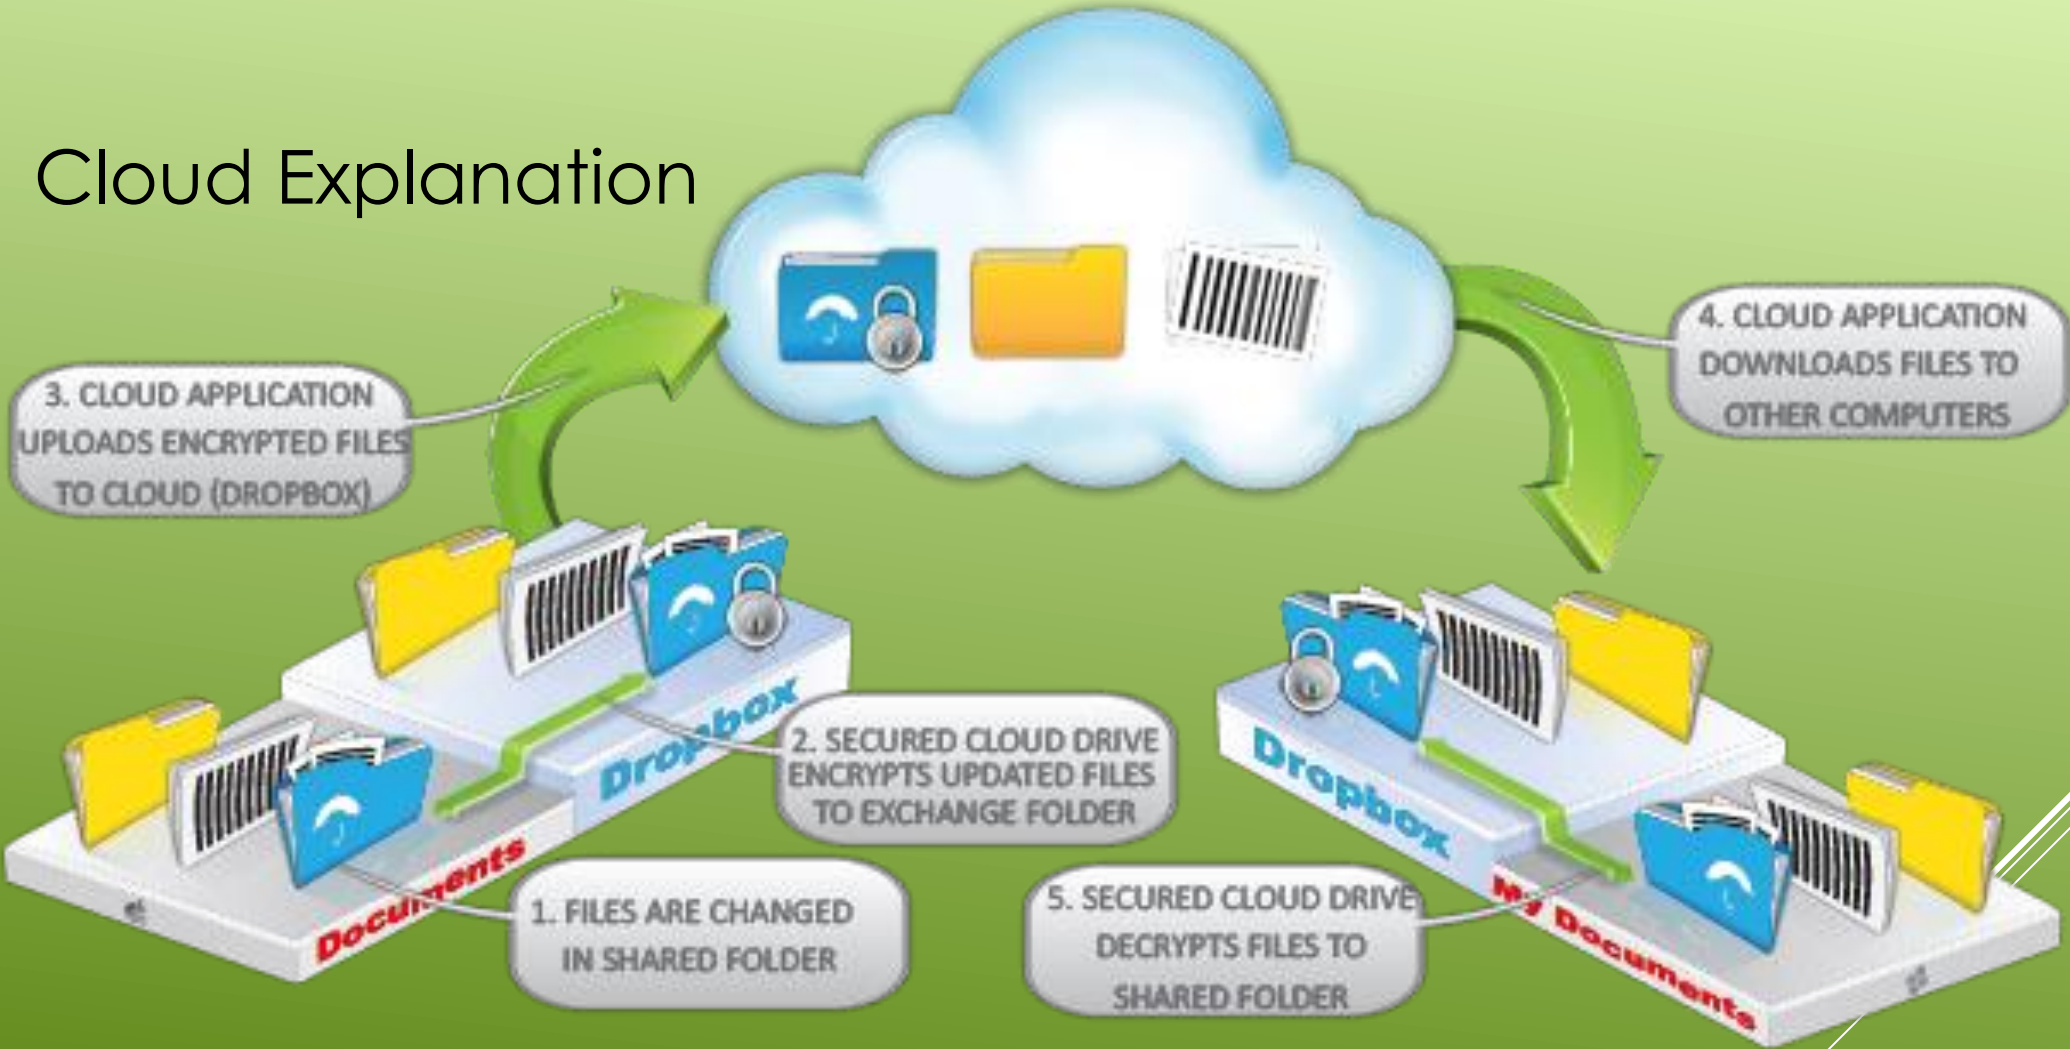 Cloud Explanation
3. CLOUD APPLICATION
UPLOADS ENCRYPTED FILES
TO CLOUD (DROPBOX)
4. CLOUD APPLICATION
DOWNLOADS FILES TO
OTHER COMPUTERS
2. SECURED CLOUD DRIVE
ENCRYPTS UPDATED FILES
TO EXCHANGE FOLDER
1. FILES ARE CHANGED
IN SHARED FOLDER
5. SECURED CLOUD DRIVE
DECRYPTS FILES TO
SHARED FOLDER
Dropbox
Documents
Dropbox
My Documents